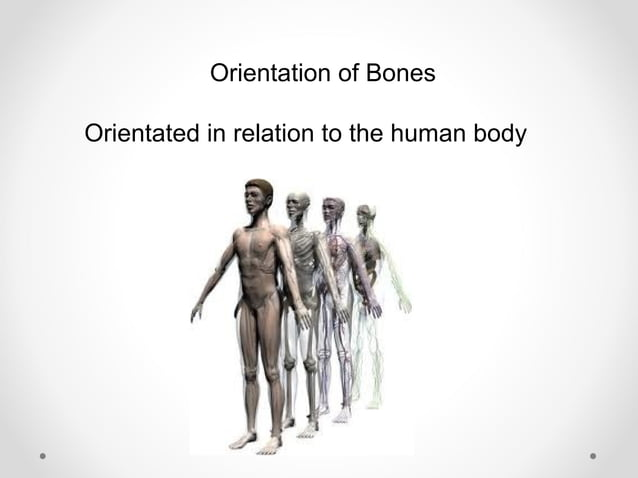 Orientation of Bones
Orientated in relation to the human body